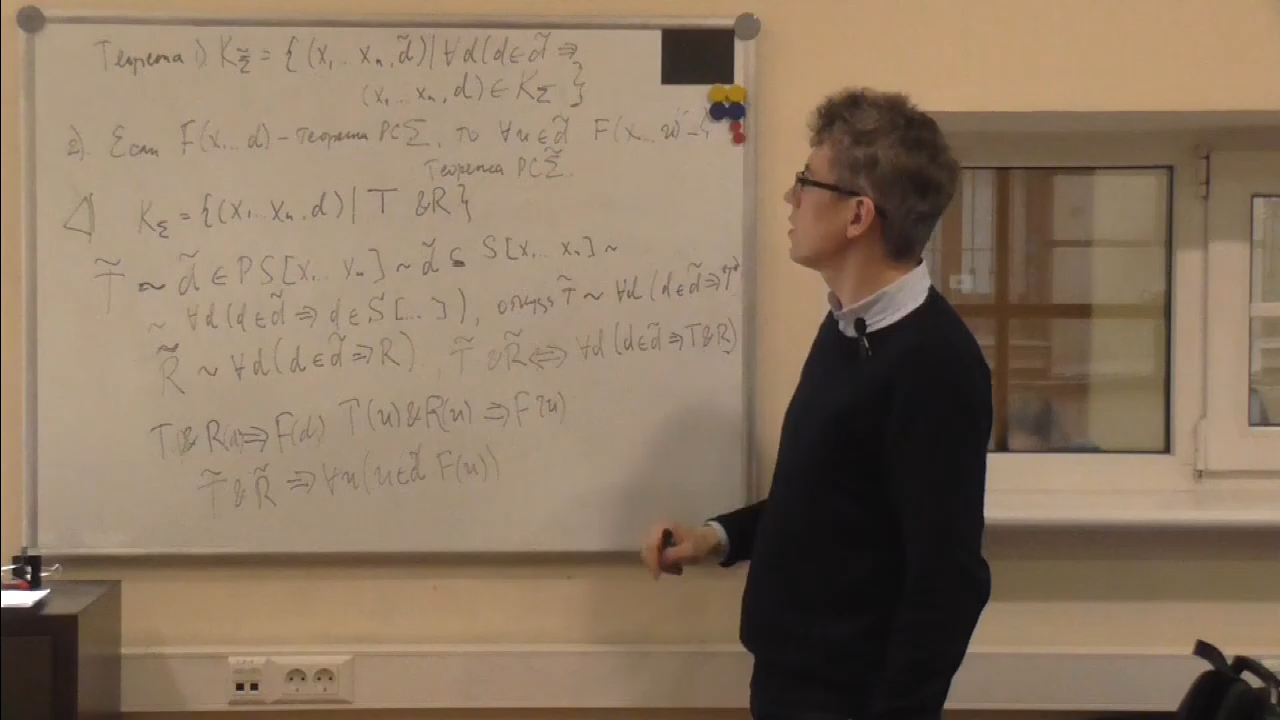 Теорема 1) K_Σ̃ = { (x₁...xₙ, d̃) | ∀d (d ∈ d̃ ⇒
(x₁...xₙ, d) ∈ K_Σ }
2). Если F(x...d) - теорема РСΣ, то ∀u ∈ d̃ F(x...u) -
теорема РСΣ̃.
K_Σ = {(x₁...xₙ, d) | T & R }
T̃ ~ d̃ ∈ P S[x₁...xₙ] ~ d̃ ⊆ S[x₁...xₙ] ~
~ ∀d (d ∈ d̃ ⇒ d ∈ S[...]), откуда T̃ ~ ∀d (d ∈ d̃ ⇒ T)
R̃ ~ ∀d (d ∈ d̃ ⇒ R), T̃ & R̃ ⇔ ∀d (d ∈ d̃ ⇒ T & R)
T & R(d) ⇒ F(d) T(u) & R(u) ⇒ F(u)
T̃ & R̃ ⇒ ∀u (u ∈ d̃ F(u))